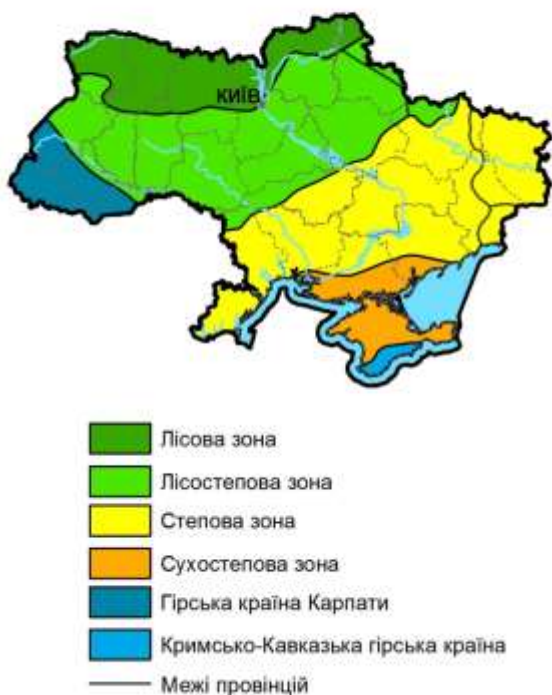 КИЇВ
Лісова зона
Лісостепова зона
Степова зона
Сухостепова зона
Гірська країна Карпати
Кримсько-Кавказька гірська країна
Межі провінцій